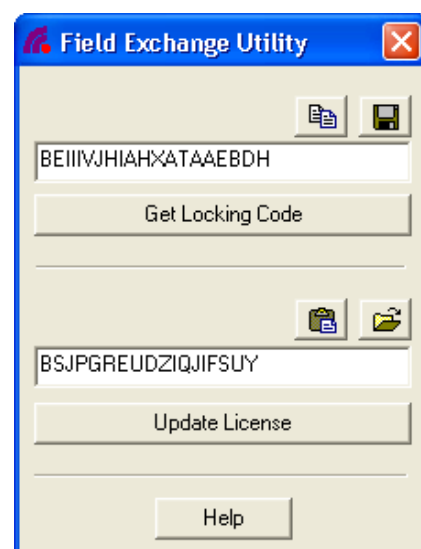 Field Exchange Utility
BEIIIVJHIAHXATAAEBDH
Get Locking Code
BSJPGREUDZIQJIFSUY
Update License
Help